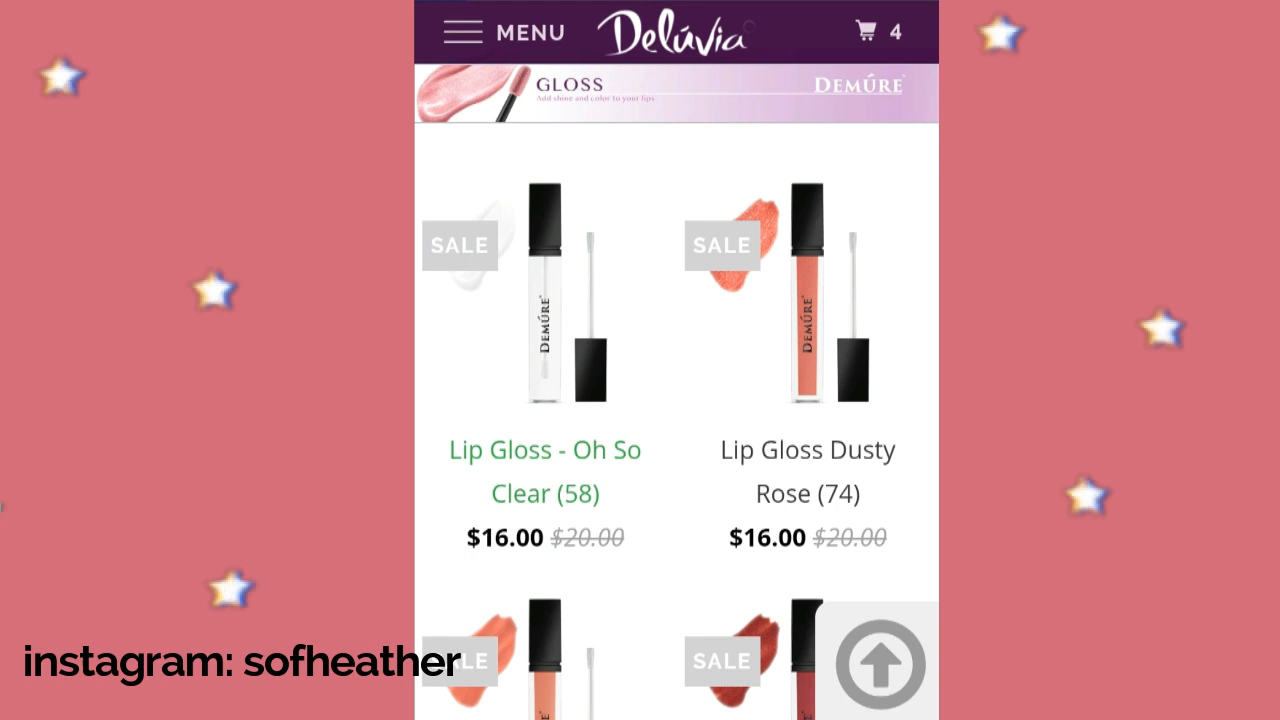 MENU
Delúvia
4
GLOSS
DEMÚRE
Add shine and color to your lips
SALE
SALE
DEMÚRE
DEMÚRE
Lip Gloss - Oh So
Clear (58)
Lip Gloss Dusty
Rose (74)
$16.00 $20.00
$16.00 $20.00
SALE
instagram: sofheather